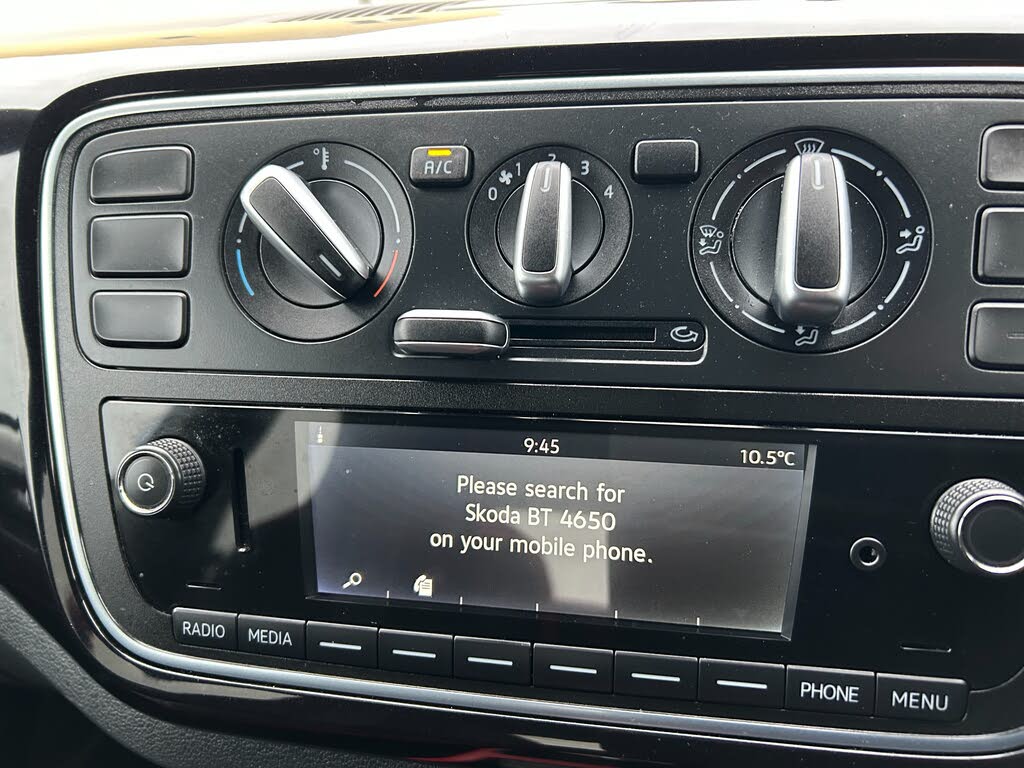 A/C
0
1
2
3
4
9:45
10.5°C
Please search for
Skoda BT 4650
on your mobile phone.
RADIO
MEDIA
PHONE
MENU